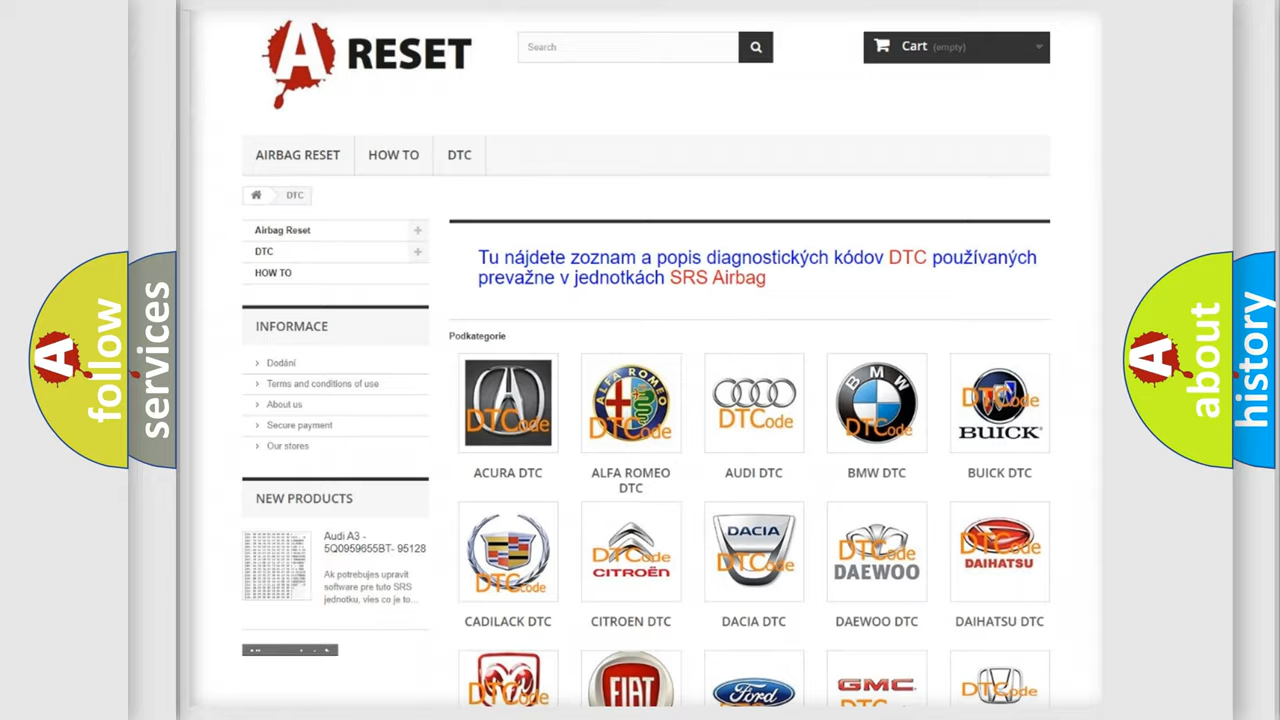 A RESET
Search
Cart (empty)
AIRBAG RESET
HOW TO
DTC
DTC
Airbag Reset
DTC
HOW TO
Tu nájdete zoznam a popis diagnostických kódov DTC používaných
prevažne v jednotkách SRS Airbag
INFORMACE
Dodání
Terms and conditions of use
About us
Secure payment
Our stores
Podkategorie
DTCode
ALFA ROMEO
DTCode
DTCode
BMW
DTCode
DTCode
BUICK
ACURA DTC
ALFA ROMEO
DTC
AUDI DTC
BMW DTC
BUICK DTC
NEW PRODUCTS
Audi A3 -
5Q0959655BT- 95128
Ak potrebujes upravit
software pre tuto SRS
jednotku, vies co je to...
DTCode
DTCode
CITROËN
DACIA
DTCode
DTCode
DAEWOO
DTCode
DAIHATSU
CADILACK DTC
CITROEN DTC
DACIA DTC
DAEWOO DTC
DAIHATSU DTC
DTCode
FIAT
Ford
GMC
DTCode
A follow
services
A about
history